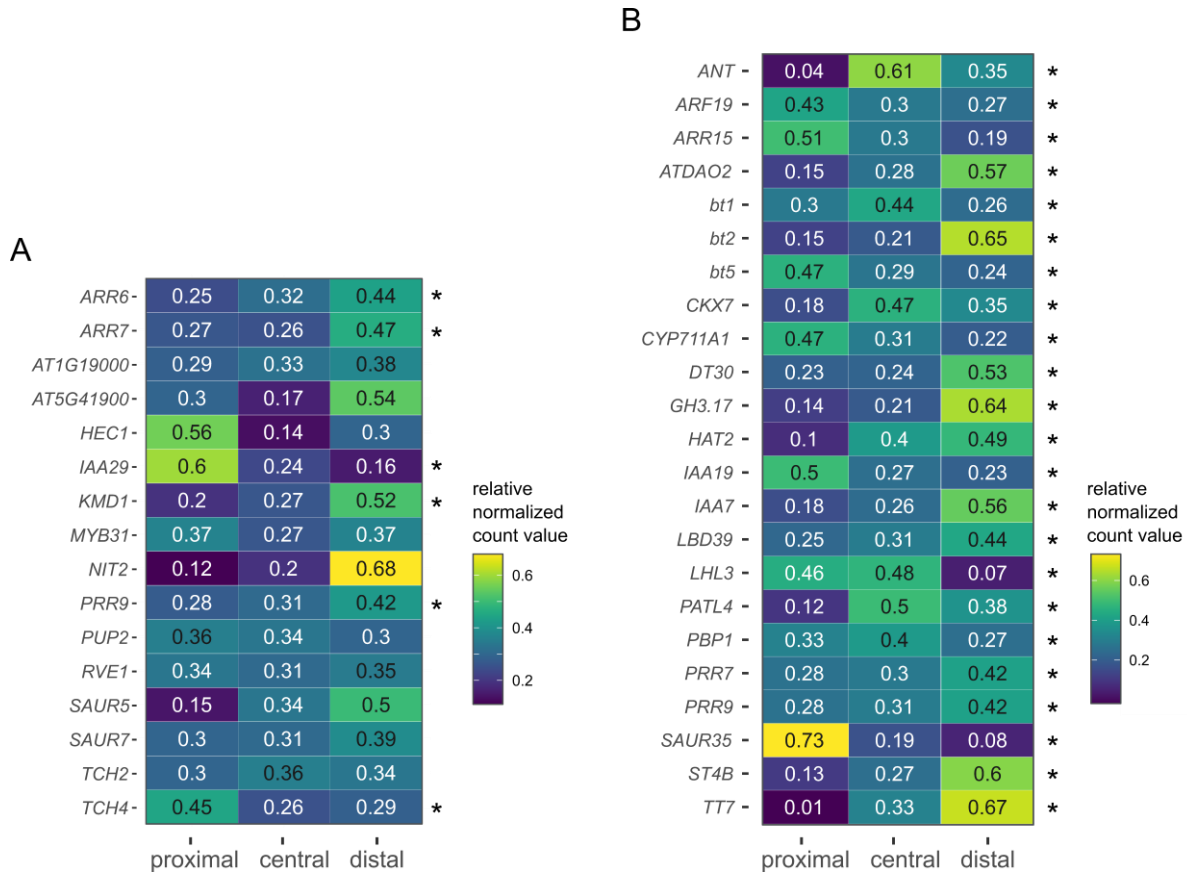 A
ARR6 0.25 0.32 0.44 *
ARR7 0.27 0.26 0.47 *
AT1G19000 0.29 0.33 0.38
AT5G41900 0.3 0.17 0.54
HEC1 0.56 0.14 0.3
IAA29 0.6 0.24 0.16 *
KMD1 0.2 0.27 0.52 *
MYB31 0.37 0.27 0.37
NIT2 0.12 0.2 0.68
PRR9 0.28 0.31 0.42 *
PUP2 0.36 0.34 0.3
RVE1 0.34 0.31 0.35
SAUR5 0.15 0.34 0.5
SAUR7 0.3 0.31 0.39
TCH2 0.3 0.36 0.34
TCH4 0.45 0.26 0.29 *
proximal central distal
relative
normalized
count value
0.6
0.4
0.2
B
ANT 0.04 0.61 0.35 *
ARF19 0.43 0.3 0.27 *
ARR15 0.51 0.3 0.19 *
ATDAO2 0.15 0.28 0.57 *
bt1 0.3 0.44 0.26 *
bt2 0.15 0.21 0.65 *
bt5 0.47 0.29 0.24 *
CKX7 0.18 0.47 0.35 *
CYP711A1 0.47 0.31 0.22 *
DT30 0.23 0.24 0.53 *
GH3.17 0.14 0.21 0.64 *
HAT2 0.1 0.4 0.49 *
IAA19 0.5 0.27 0.23 *
IAA7 0.18 0.26 0.56 *
LBD39 0.25 0.31 0.44 *
LHL3 0.46 0.48 0.07 *
PATL4 0.12 0.5 0.38 *
PBP1 0.33 0.4 0.27 *
PRR7 0.28 0.3 0.42 *
PRR9 0.28 0.31 0.42 *
SAUR35 0.73 0.19 0.08 *
ST4B 0.13 0.27 0.6 *
TT7 0.01 0.33 0.67 *
proximal central distal
relative
normalized
count value
0.6
0.4
0.2